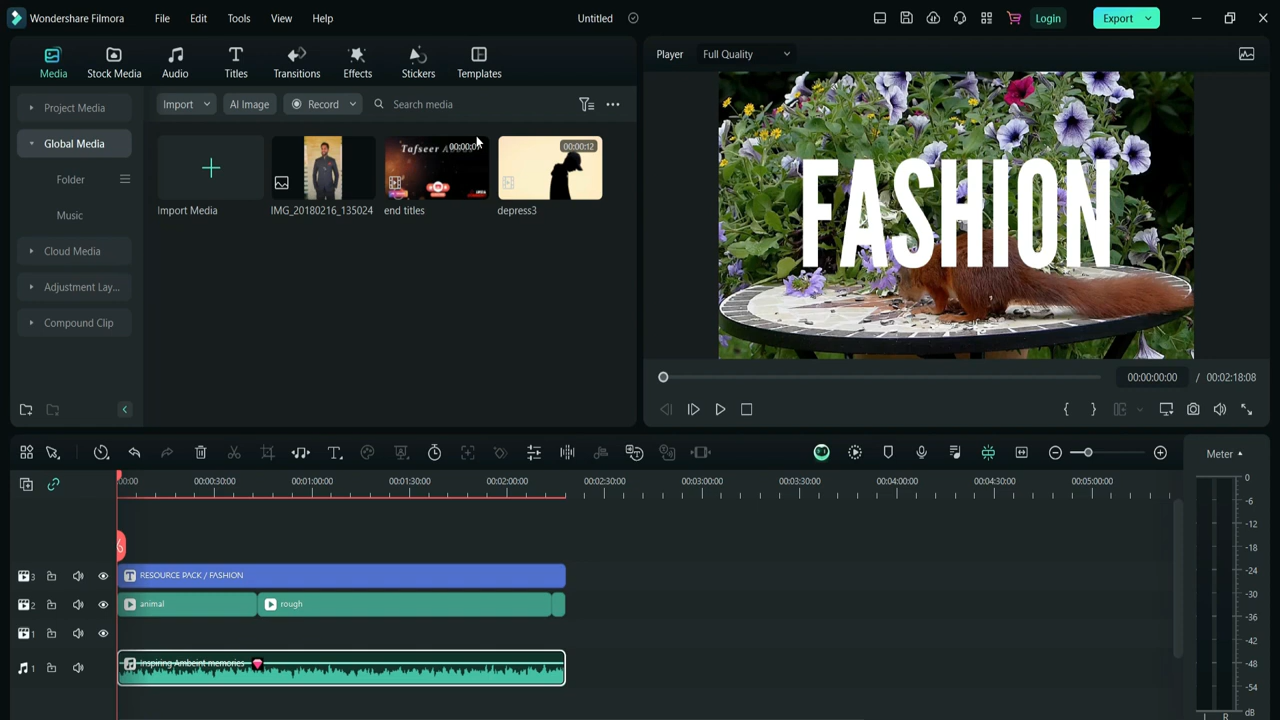 Wondershare Filmora
File
Edit
Tools
View
Help
Untitled
Login
Export
Media
Stock Media
Audio
Titles
Transitions
Effects
Stickers
Templates
Player
Full Quality
Project Media
Import
AI Image
Record
Search media
Global Media
Folder
Music
Cloud Media
Adjustment Lay...
Compound Clip
Import Media
IMG_20180216_135024
Tafseer
end titles
00:00:12
depress3
FASHION
00:00:00:00 / 00:02:18:08
Meter
:00:00
00:00:30:00
00:01:00:00
00:01:30:00
00:02:00:00
00:02:30:00
00:03:00:00
00:03:30:00
00:04:00:00
00:04:30:00
00:05:00:00
3
RESOURCE PACK / FASHION
2
animal
rough
1
1
Inspiring Ambeint memories
0
-6
-12
-18
-24
-30
-36
-42
-48
-54
dB
L R